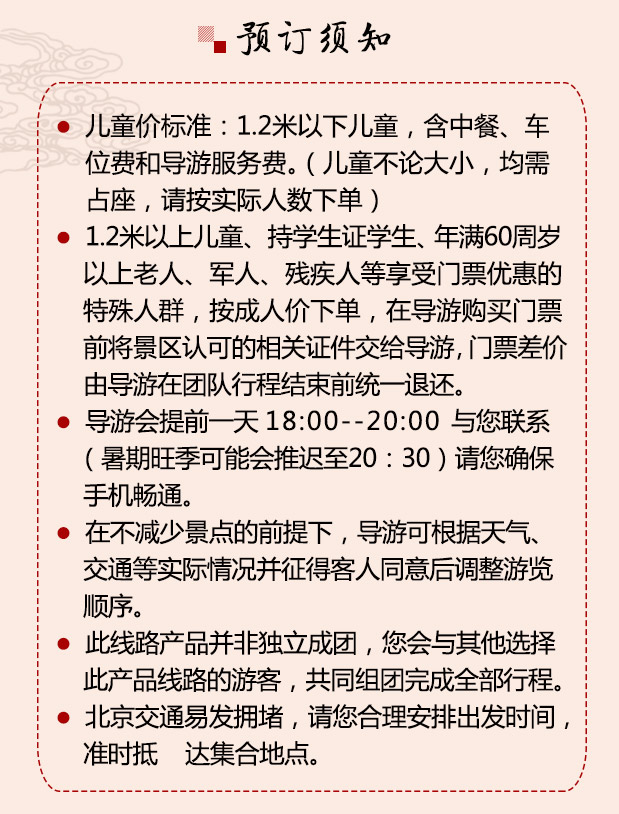 预订须知
儿童价标准：1.2米以下儿童，含中餐、车
位费和导游服务费。（儿童不论大小，均需
占座，请按实际人数下单）
1.2米以上儿童、持学生证学生、年满60周岁
以上老人、军人、残疾人等享受门票优惠的
特殊人群，按成人价下单，在导游购买门票
前将景区认可的相关证件交给导游，门票差价
由导游在团队行程结束前统一退还。
导游会提前一天 18:00--20:00 与您联系
（暑期旺季可能会推迟至20：30）请您确保
手机畅通。
在不减少景点的前提下，导游可根据天气、
交通等实际情况并征得客人同意后调整游览
顺序。
此线路产品并非独立成团，您会与其他选择
此产品线路的游客，共同组团完成全部行程。
北京交通易发拥堵，请您合理安排出发时间，
准时抵　达集合地点。